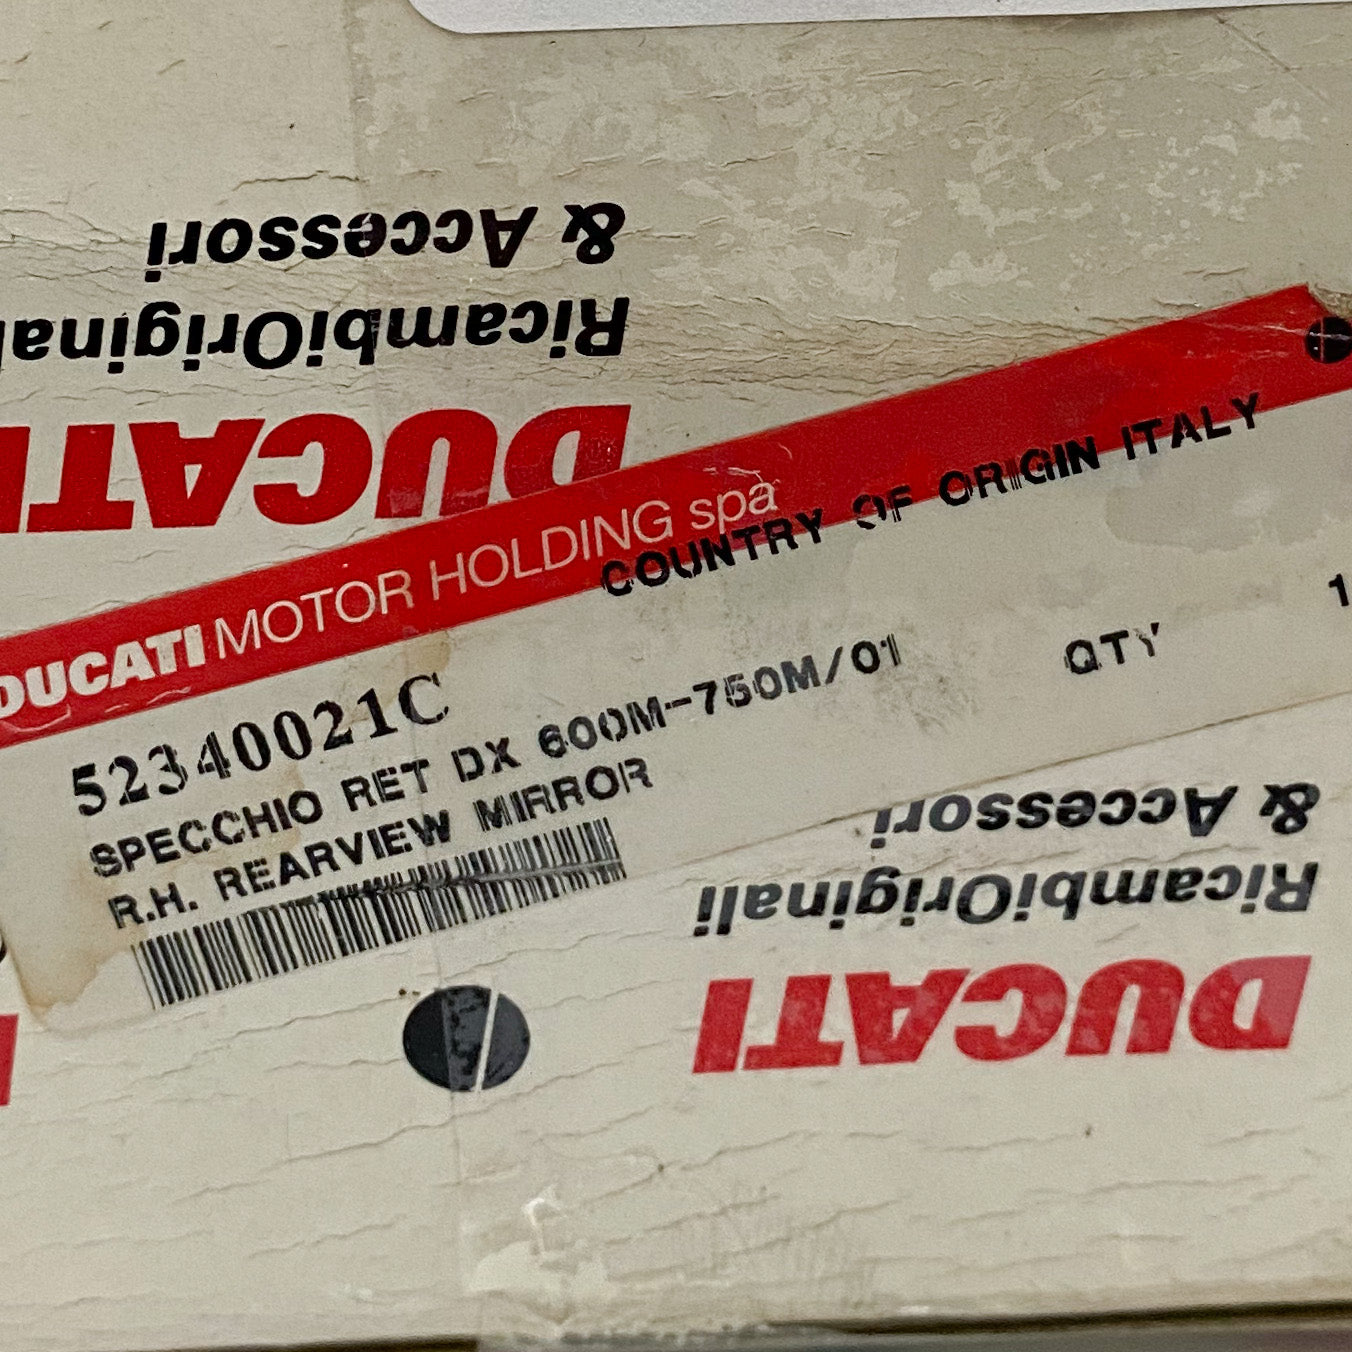 & Accessori
RicambiOriginali
DUCATI
DUCATI MOTOR HOLDING spa
COUNTRY OF ORIGIN ITALY
52340021C
SPECCHIO RET DX 600M-750M/01 QTY 1
R.H. REARVIEW MIRROR
& Accessori
RicambiOriginali
DUCATI